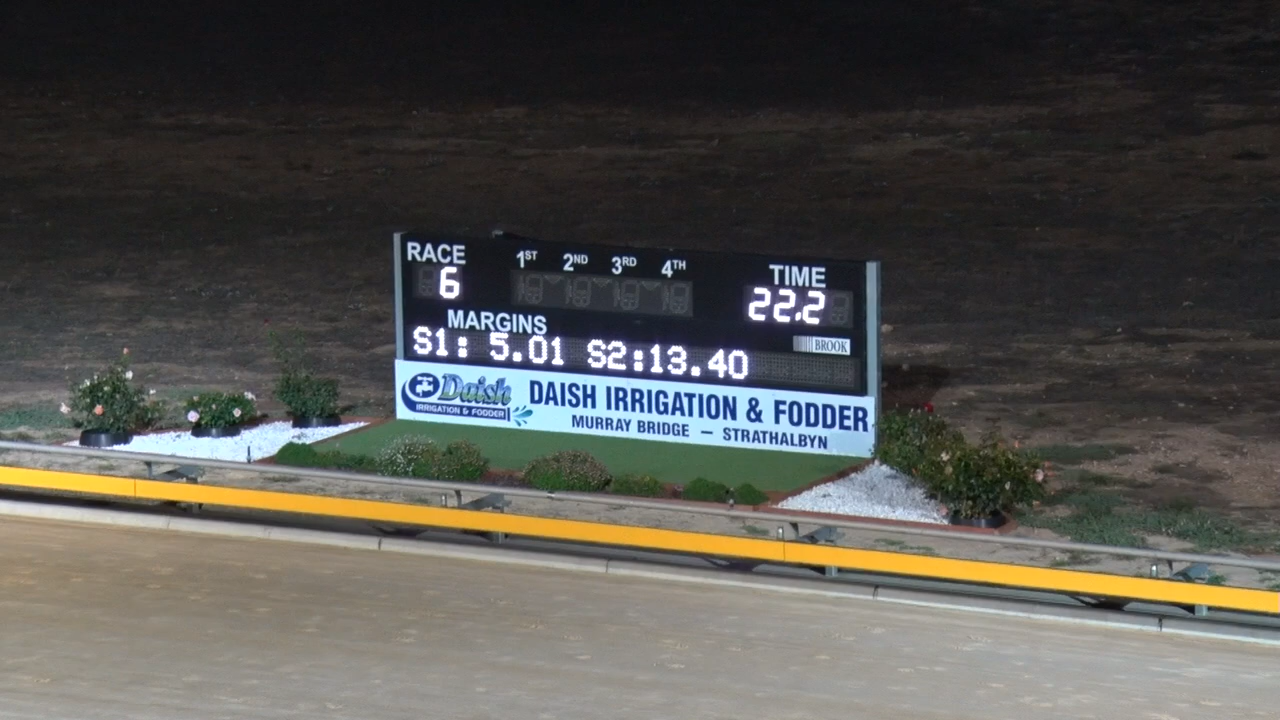 RACE 1ST 2ND 3RD 4TH TIME
6 22.2
MARGINS
BROOK
S1: 5.01 S2:13.40
Daish
IRRIGATION & FODDER
DAISH IRRIGATION & FODDER
MURRAY BRIDGE — STRATHALBYN